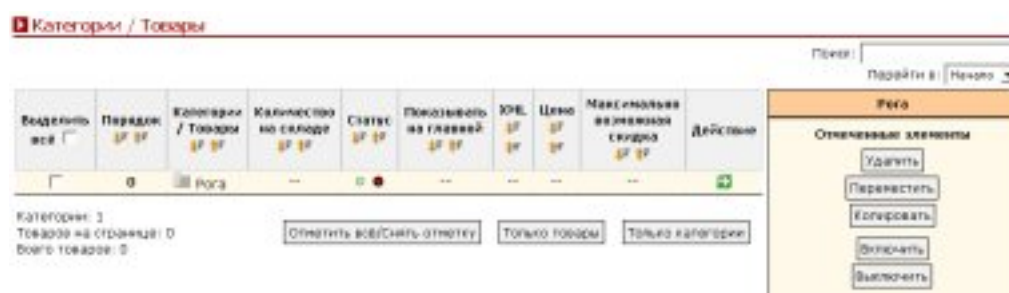 Категории / Товары
Поиск:
Перейти в: Начало
Выделить всё
Порядок
Категории / Товары
Количество на складе
Статус
Показывать на главной
XML
Цена
Максимально возможная скидка
Действие
0 Рога -- -- -- -- --
Категории: 1
Товаров на странице: 0
Всего товаров: 0
Отметить всё/Снять отметку Только товары Только категории
Рога
Отмеченные элементы
Удалить
Переместить
Копировать
Включить
Выключить